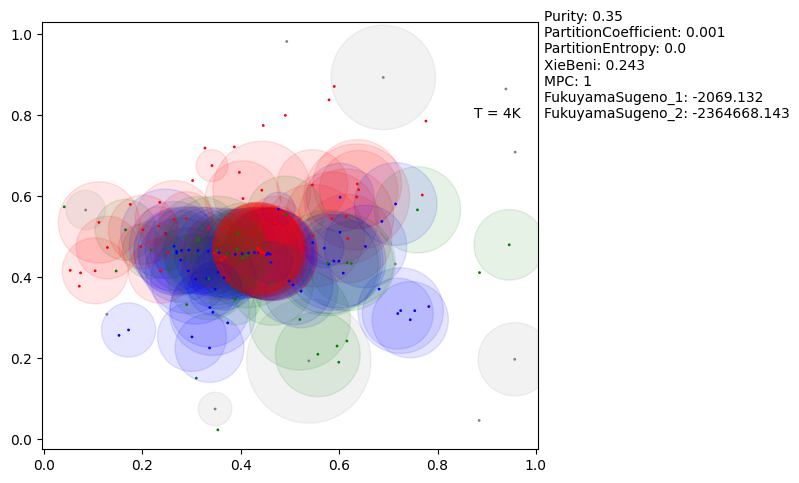 Purity: 0.35
PartitionCoefficient: 0.001
PartitionEntropy: 0.0
XieBeni: 0.243
MPC: 1
FukuyamaSugeno_1: -2069.132
FukuyamaSugeno_2: -2364668.143
T = 4K
1.0
0.8
0.6
0.4
0.2
0.0
0.0 0.2 0.4 0.6 0.8 1.0